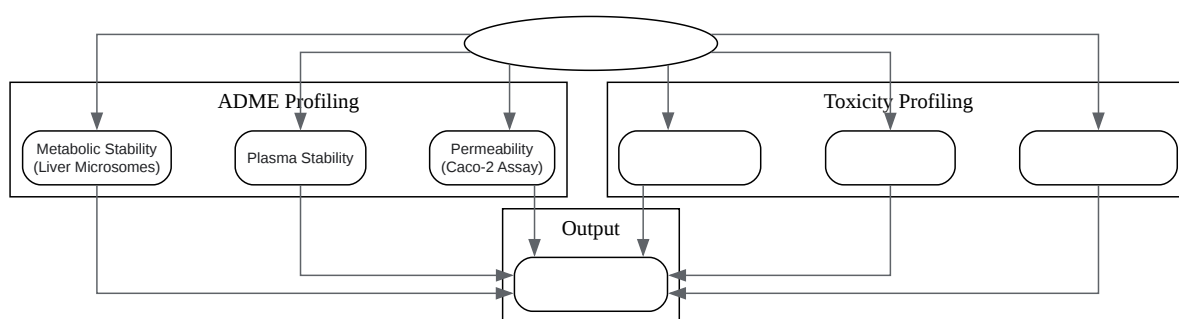 ADME Profiling
Toxicity Profiling
Metabolic Stability
(Liver Microsomes)
Plasma Stability
Permeability
(Caco-2 Assay)
Output